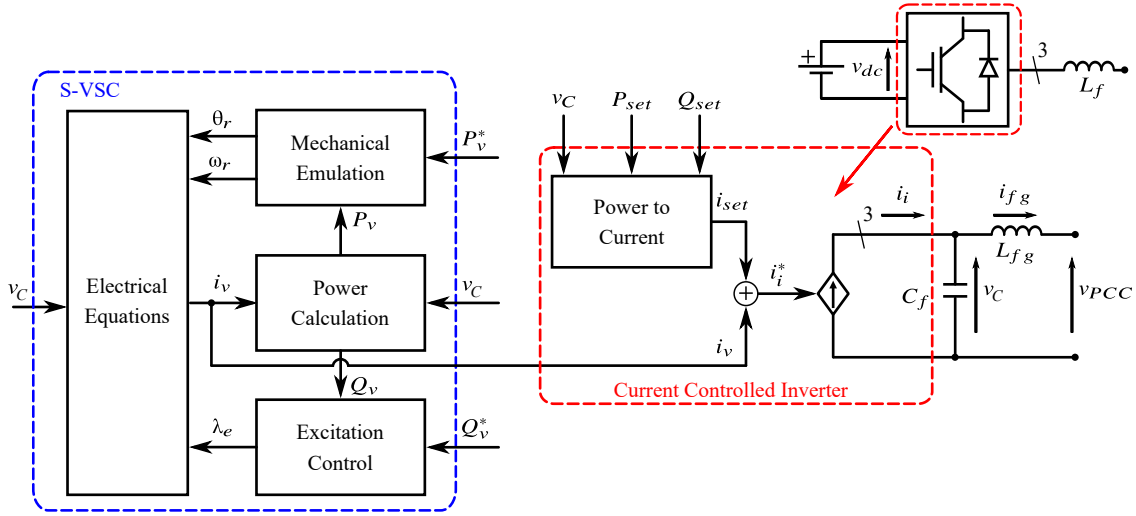 S-VSC
θr
ωr
Mechanical
Emulation
P*v
Pv
vC
Electrical
Equations
iv
Power
Calculation
vC
Qv
λe
Excitation
Control
Q*v
vC
Pset
Qset
Power to
Current
iset
i*i
iv
Current Controlled Inverter
+
vdc
3
Lf
3
ii
ifg
Lfg
Cf
vC
vPCC